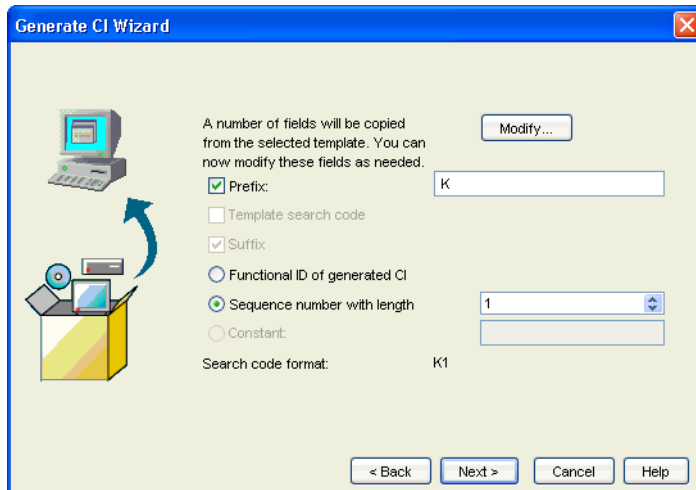 Generate CI Wizard
A number of fields will be copied
from the selected template. You can
now modify these fields as needed.
Modify...
Prefix:
K
Template search code
Suffix
Functional ID of generated CI
Sequence number with length
1
Constant:
Search code format:
K1
< Back
Next >
Cancel
Help